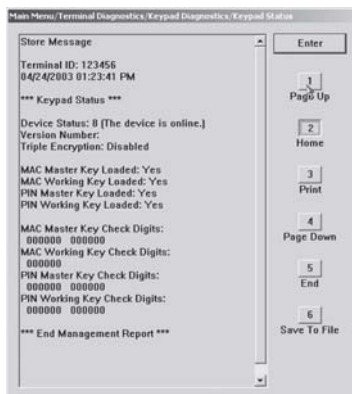 Main Menu/Terminal Diagnostics/Keypad Diagnostics/Keypad Status
Store Message
Terminal ID: 123456
04/24/2003 01:23:41 PM
*** Keypad Status ***
Device Status: 8 (The device is online.)
Version Number:
Triple Encryption: Disabled
MAC Master Key Loaded: Yes
MAC Working Key Loaded: Yes
PIN Master Key Loaded: Yes
PIN Working Key Loaded: Yes
MAC Master Key Check Digits:
000000 000000
MAC Working Key Check Digits:
000000
PIN Master Key Check Digits:
000000 000000
PIN Working Key Check Digits:
000000 000000
*** End Management Report ***
Enter
1
Page Up
2
Home
3
Print
4
Page Down
5
End
6
Save To File